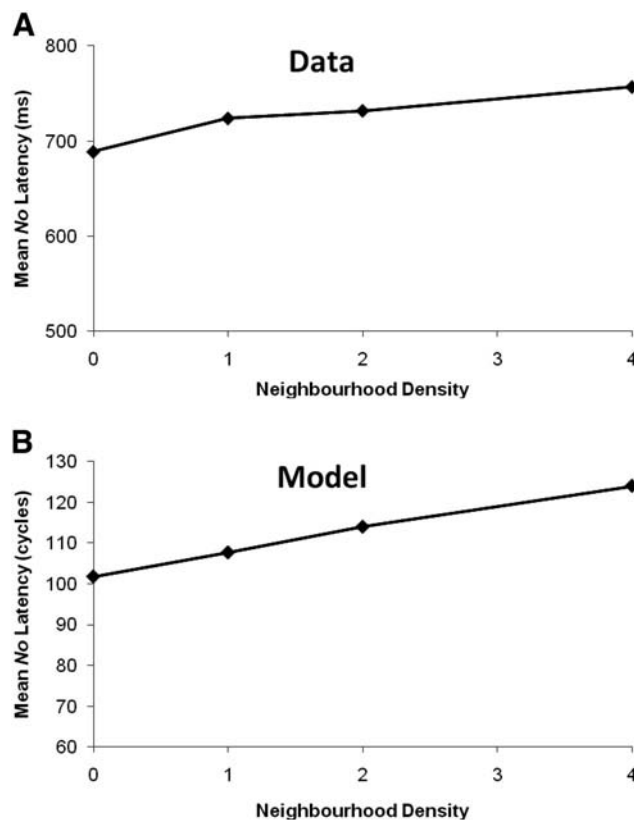 A
Data
Mean No Latency (ms)
800
700
600
500
0 1 2 3 4
Neighbourhood Density
B
Model
Mean No Latency (cycles)
130
120
110
100
90
80
70
60
0 1 2 3 4
Neighbourhood Density